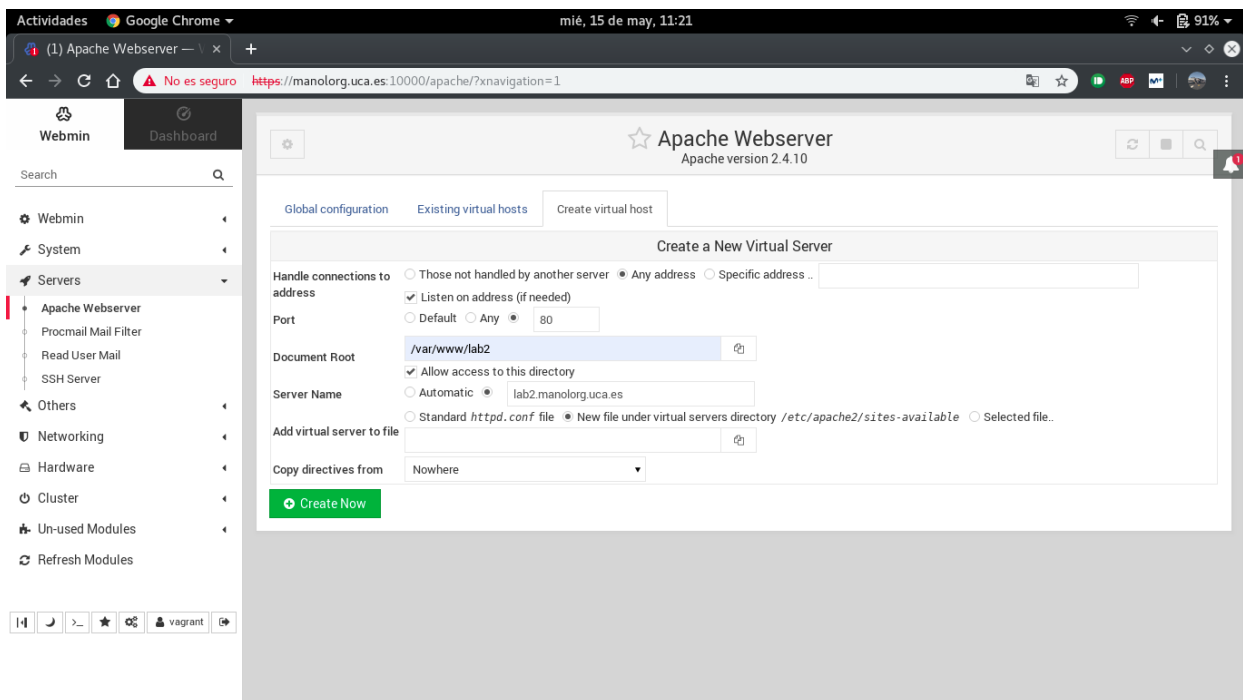 Actividades Google Chrome mié, 15 de may, 11:21 91%
(1) Apache Webserver — \
No es seguro https://manolorg.uca.es:10000/apache/?xnavigation=1 ABP
Webmin Dashboard
Apache Webserver
Apache version 2.4.10
1
Search
Global configuration Existing virtual hosts Create virtual host
Webmin
System
Servers
Apache Webserver
Procmail Mail Filter
Read User Mail
SSH Server
Others
Networking
Hardware
Cluster
Un-used Modules
Refresh Modules
vagrant
Create a New Virtual Server
Handle connections to address Those not handled by another server Any address Specific address ..
Listen on address (if needed)
Port Default Any 80
Document Root /var/www/lab2
Allow access to this directory
Server Name Automatic lab2.manolorg.uca.es
Add virtual server to file Standard httpd.conf file New file under virtual servers directory /etc/apache2/sites-available Selected file..
Copy directives from Nowhere
Create Now